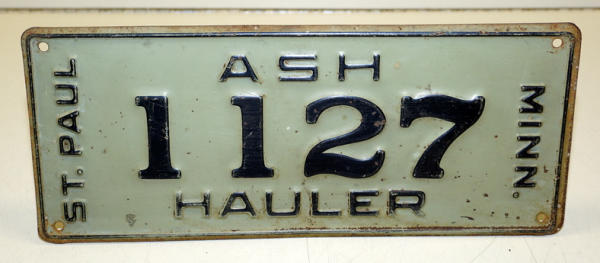 ST. PAUL
ASH
1127
HAULER
MINN.